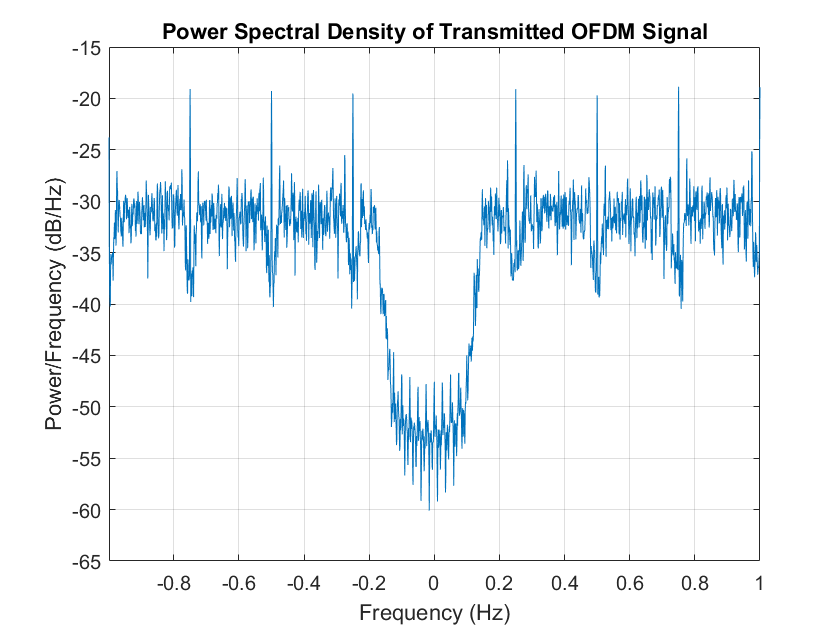 Power Spectral Density of Transmitted OFDM Signal
Power/Frequency (dB/Hz)
-15
-20
-25
-30
-35
-40
-45
-50
-55
-60
-65
-0.8 -0.6 -0.4 -0.2 0 0.2 0.4 0.6 0.8 1
Frequency (Hz)